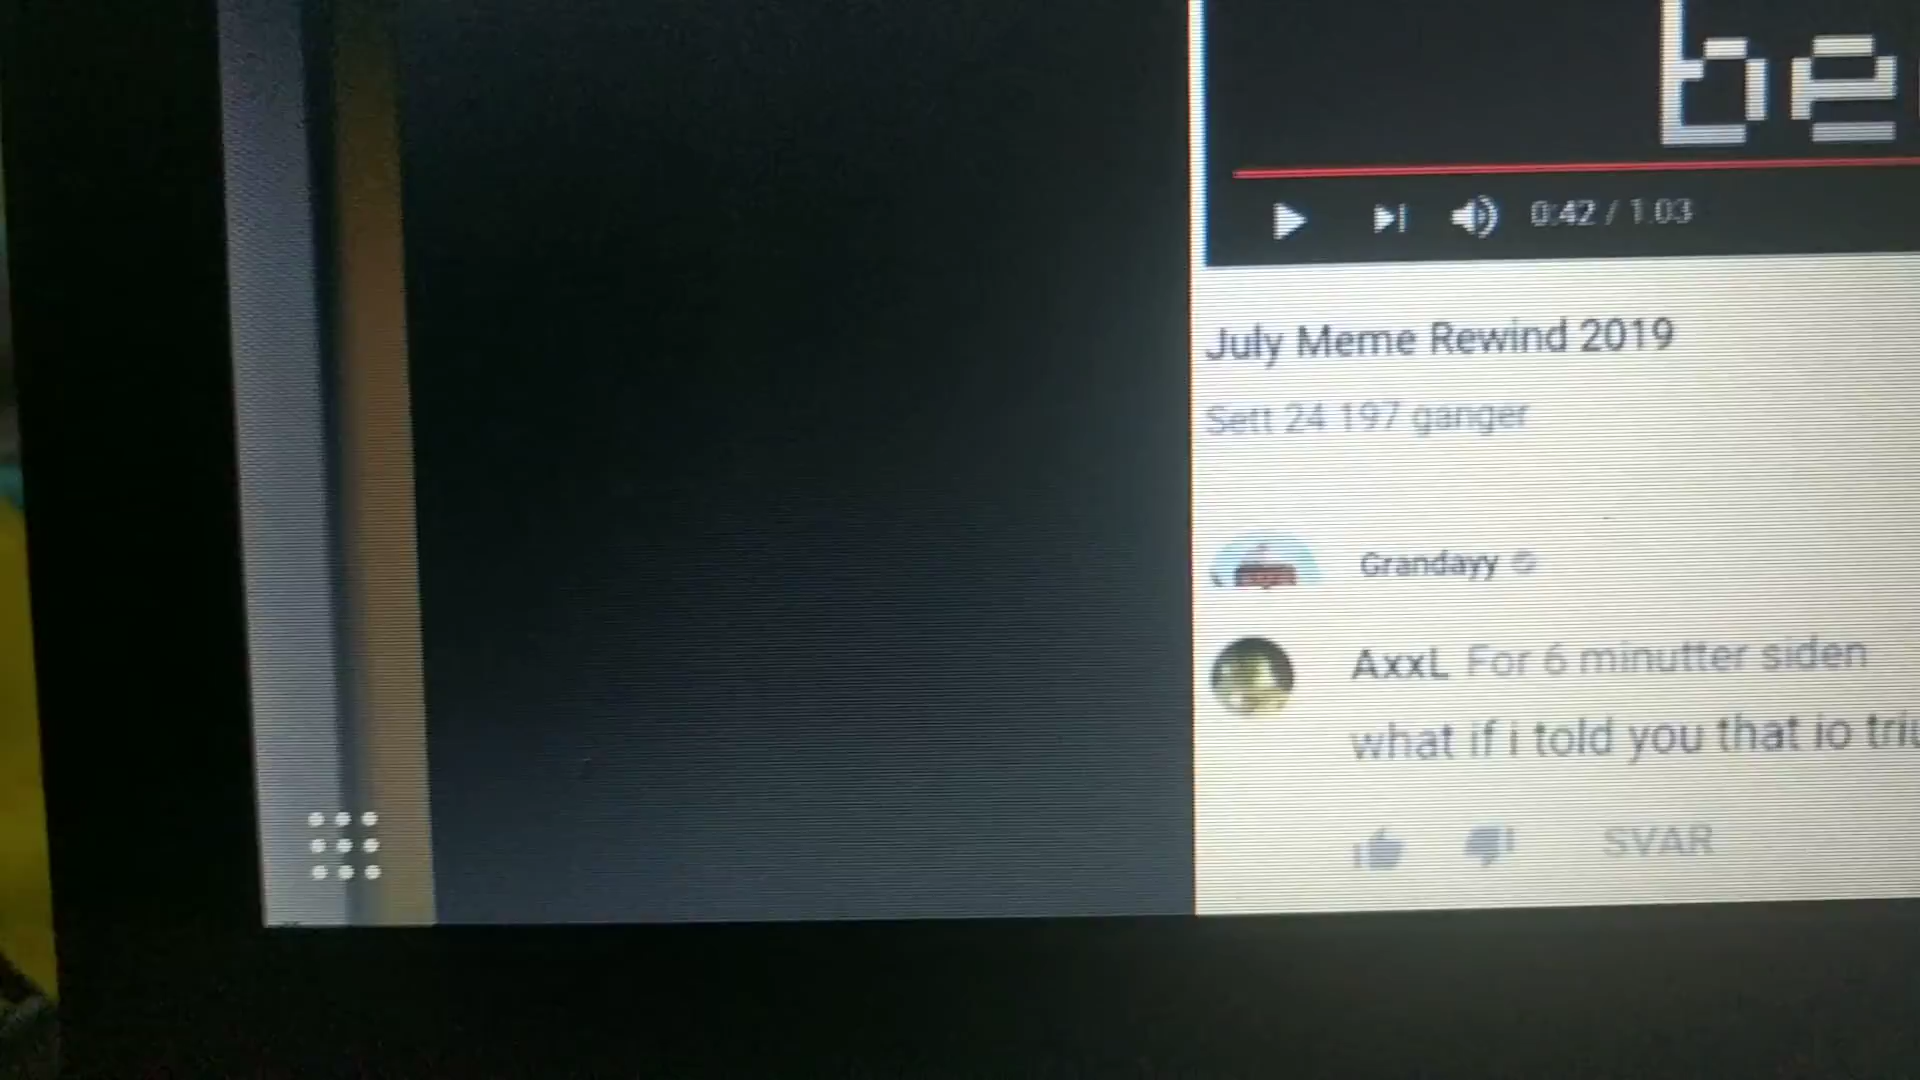 be
0:42 / 1:03
July Meme Rewind 2019
Sett 24 197 ganger
Grandayy
AxxL For 6 minutter siden
what if i told you that io
SVAR